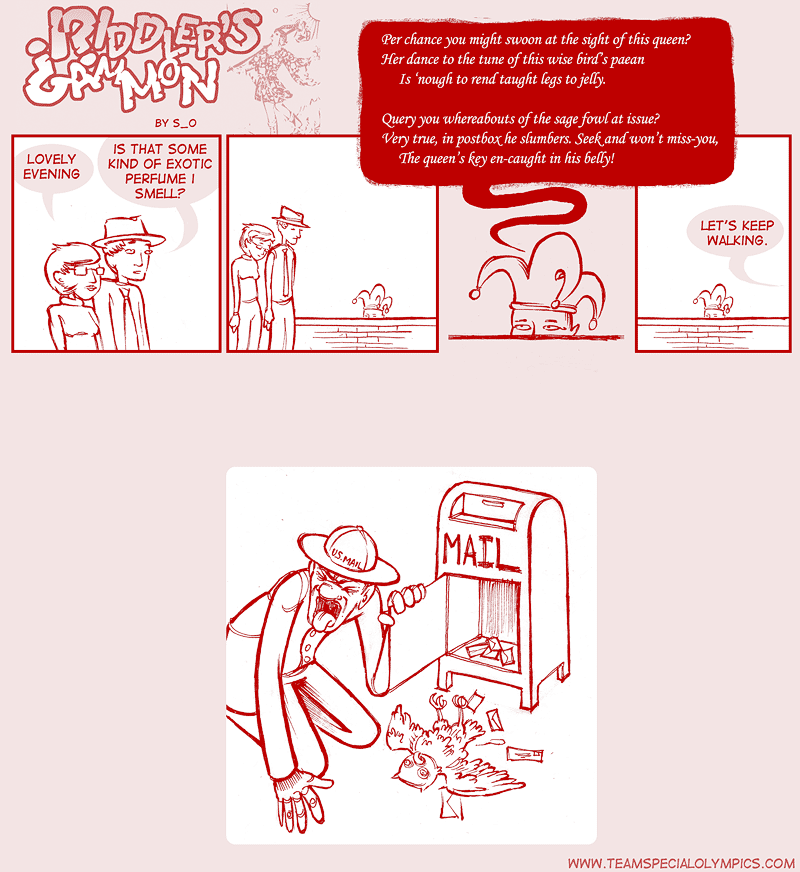 RIDDLER'S
GAMMON
BY S_O
Per chance you might swoon at the sight of this queen?
Her dance to the tune of this wise bird's paean
Is 'nough to rend taught legs to jelly.
Query you whereabouts of the sage fowl at issue?
Very true, in postbox he slumbers. Seek and won't miss-you,
The queen's key en-caught in his belly!
LOVELY
EVENING
IS THAT SOME
KIND OF EXOTIC
PERFUME I
SMELL?
LET'S KEEP
WALKING.
U.S. MAIL
MAIL
WWW.TEAMSPECIALOLYMPICS.COM